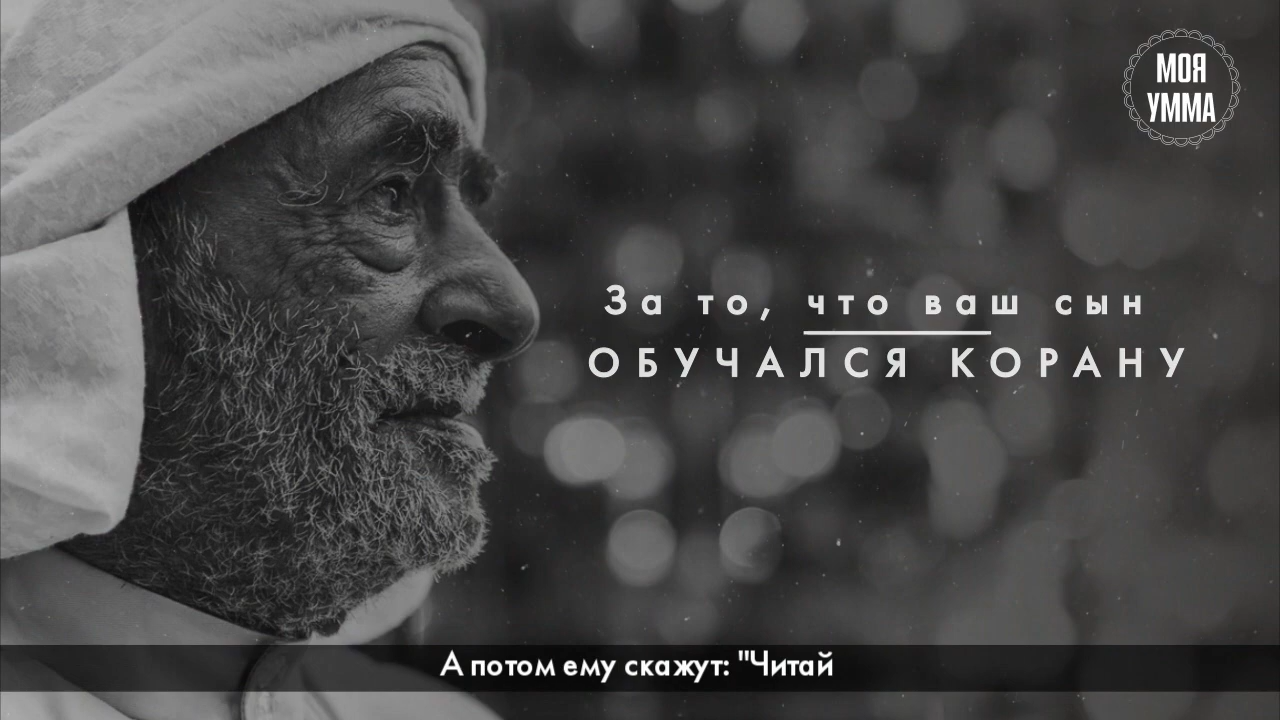 МОЯ
УММА
За то, что ваш сын
ОБУЧАЛСЯ КОРАНУ
А потом ему скажут: "Читай